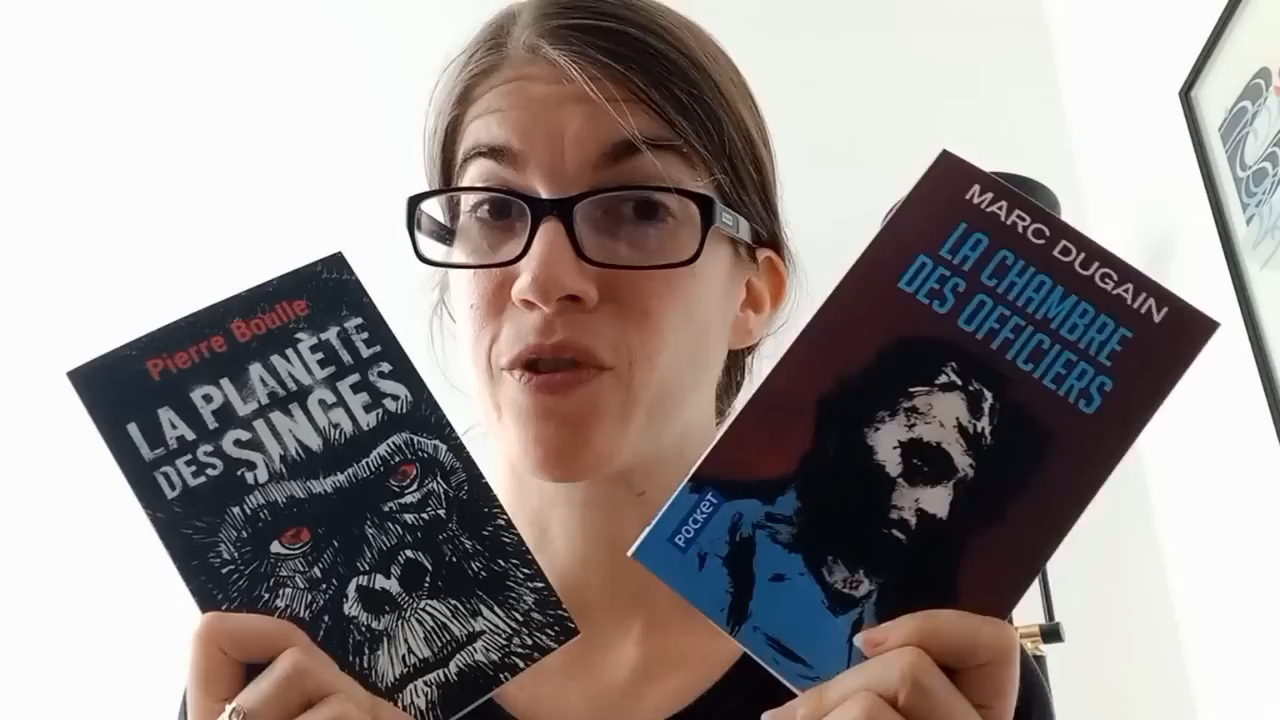 Pierre Boulle
LA PLANÈTE
DES SINGES
MARC DUGAIN
LA CHAMBRE
DES OFFICIERS
POCKET